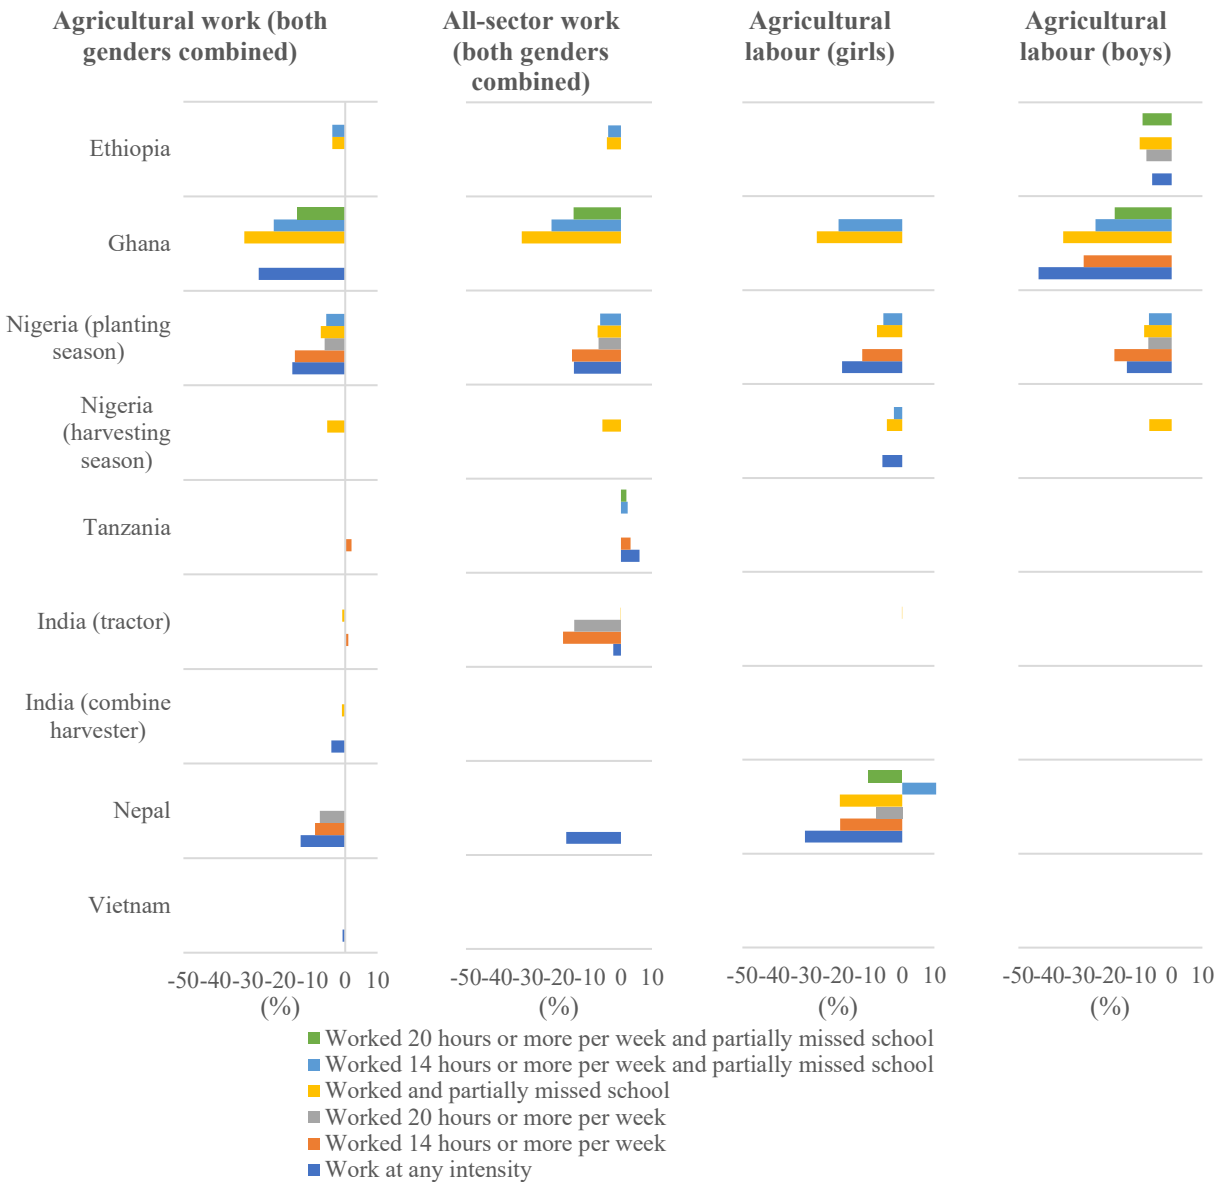 Agricultural work (both
genders combined)
All-sector work
(both genders
combined)
Agricultural
labour (girls)
Agricultural
labour (boys)
Ethiopia
Ghana
Nigeria (planting
season)
Nigeria
(harvesting
season)
Tanzania
India (tractor)
India (combine
harvester)
Nepal
Vietnam
-50-40-30-20-10 0 10
(%)
-50-40-30-20-10 0 10
(%)
-50-40-30-20-10 0 10
(%)
-50-40-30-20-10 0 10
(%)
Worked 20 hours or more per week and partially missed school
Worked 14 hours or more per week and partially missed school
Worked and partially missed school
Worked 20 hours or more per week
Worked 14 hours or more per week
Work at any intensity